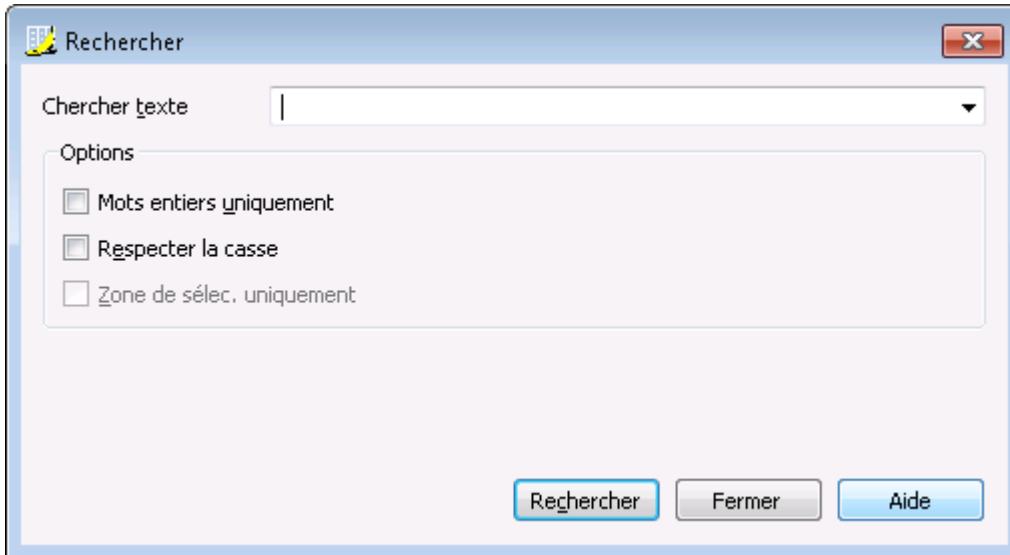 Rechercher
Chercher texte
Options
Mots entiers uniquement
Respecter la casse
Zone de sélec. uniquement
Rechercher Fermer Aide